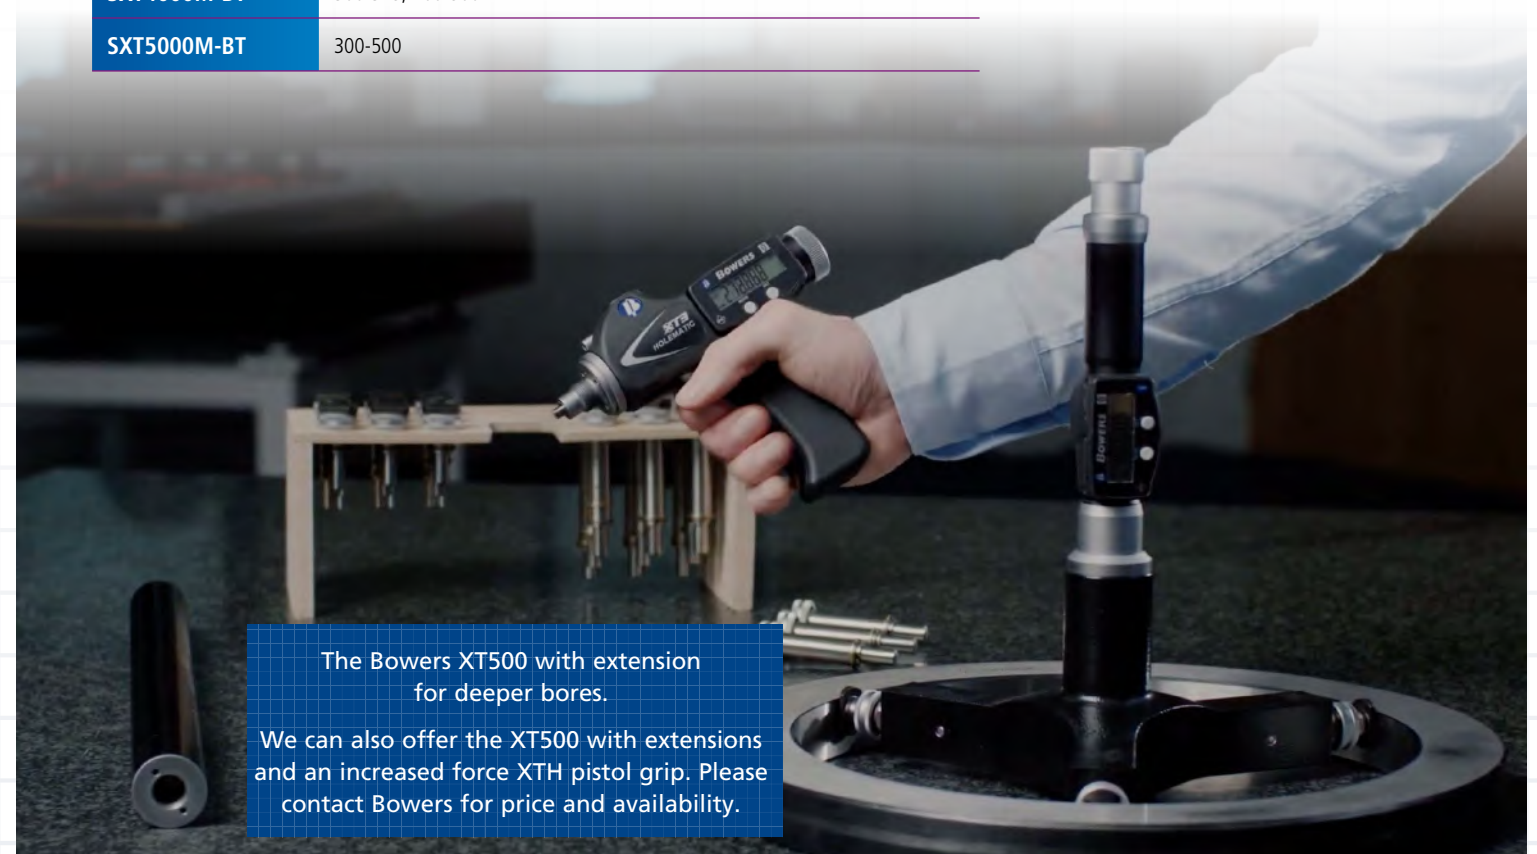 SXT5000M-BT 300-500
BOWERS
XT3
HOLEMATIC
BOWERS
The Bowers XT500 with extension
for deeper bores.
We can also offer the XT500 with extensions
and an increased force XTH pistol grip. Please
contact Bowers for price and availability.